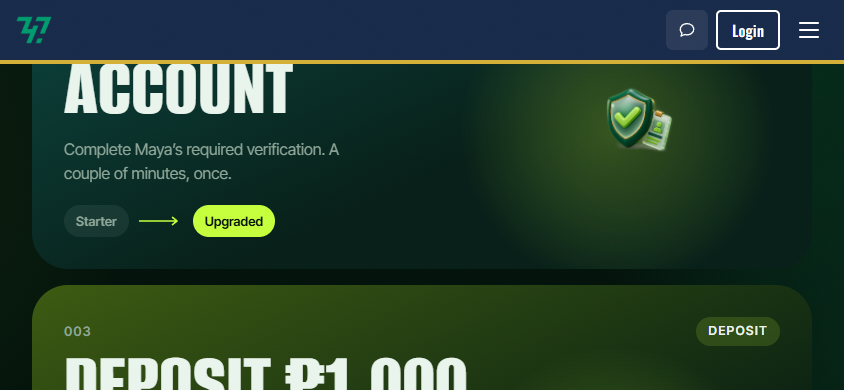 Login
ACCOUNT
Complete Maya's required verification. A
couple of minutes, once.
Starter
Upgraded
003
DEPOSIT
DEPOSIT ₱1,000